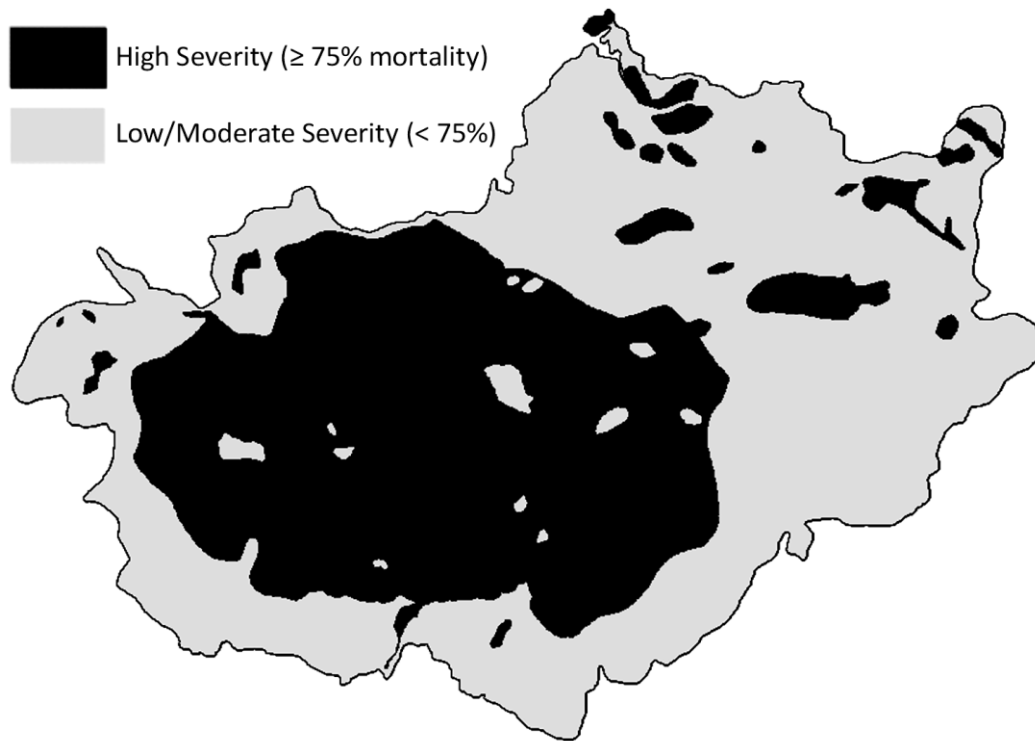 High Severity (≥ 75% mortality)
Low/Moderate Severity (< 75%)